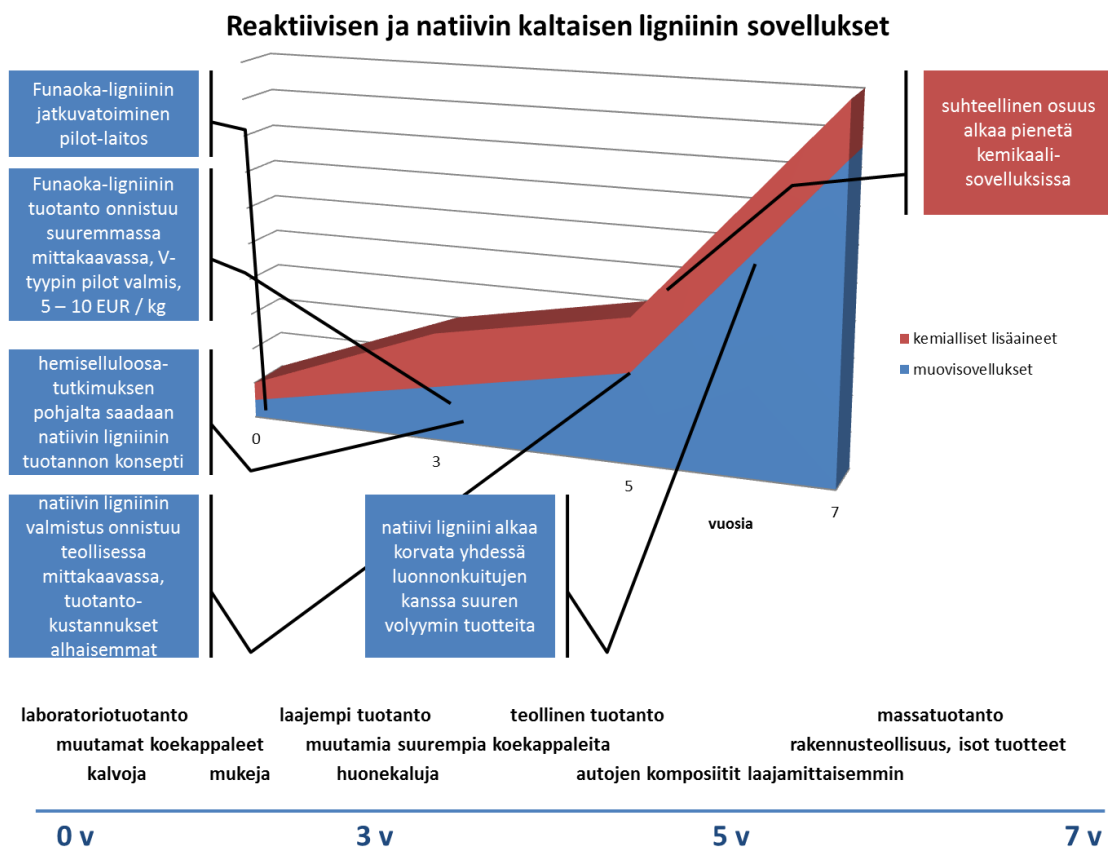 Reaktiivisen ja natiivin kaltaisen ligniinin sovellukset
Funaoka-ligniinin
jatkuvatoiminen
pilot-laitos
Funaoka-ligniinin
tuotanto onnistuu
suuremmassa
mittakaavassa, V-
tyypin pilot valmis,
5 – 10 EUR / kg
hemiselluloosa-
tutkimuksen
pohjalta saadaan
natiivin ligniinin
tuotannon konsepti
natiivin ligniinin
valmistus onnistuu
teollisessa
mittakaavassa,
tuotanto-
kustannukset
alhaisemmat
natiivi ligniini alkaa
korvata yhdessä
luonnonkuitujen
kanssa suuren
volyymin tuotteita
suhteellinen osuus
alkaa pienetä
kemikaali-
sovelluksissa
kemialliset lisäaineet
muovisovellukset
0
3
5
7
vuosia
laboratoriotuotanto laajempi tuotanto teollinen tuotanto massatuotanto
muutamat koekappaleet muutamia suurempia koekappaleita rakennusteollisuus, isot tuotteet
kalvoja mukeja huonekaluja autojen komposiitit laajamittaisemmin
0 v 3 v 5 v 7 v